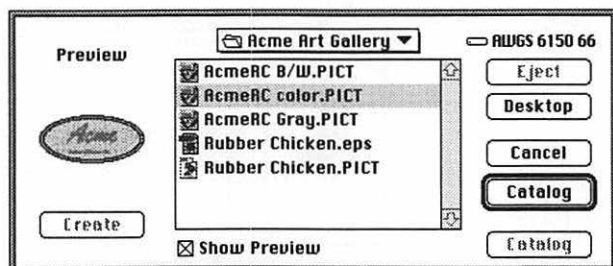 Preview
Acme Art Gallery
AWGS 6150 66
AcmeRC B/W.PICT
AcmeRC color.PICT
AcmeRC Gray.PICT
Rubber Chicken.eps
Rubber Chicken.PICT
Acme
Eject
Desktop
Cancel
Catalog
Create
Show Preview
Catalog